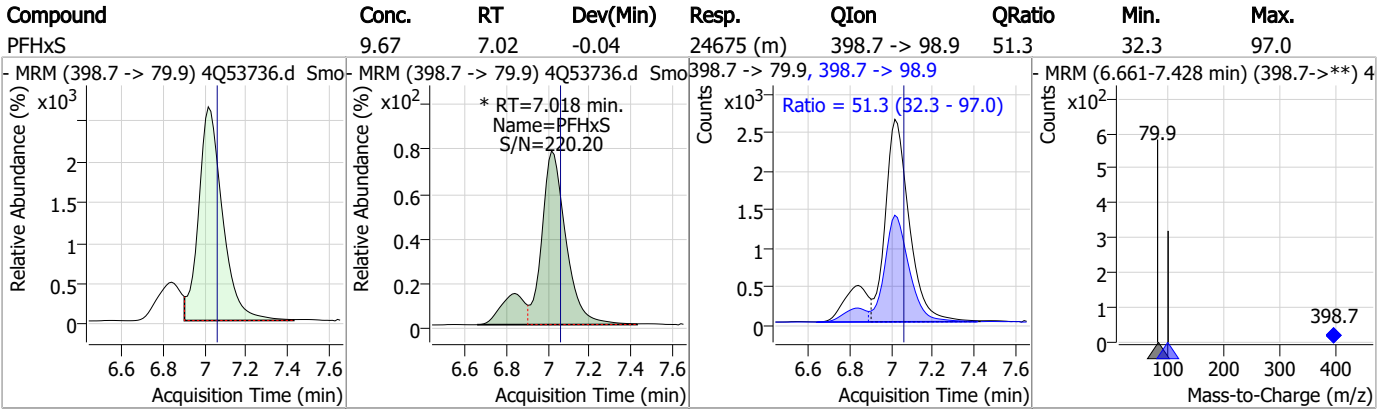 Compound Conc. RT Dev(Min) Resp. QIon QRatio Min. Max.
PFHxS 9.67 7.02 -0.04 24675 (m) 398.7 -> 98.9 51.3 32.3 97.0
- MRM (398.7 -> 79.9) 4Q53736.d Smo
Relative Abundance (%)
x10³
2
1.5
1
0.5
0
6.6 6.8 7 7.2 7.4 7.6
Acquisition Time (min)
- MRM (398.7 -> 79.9) 4Q53736.d Smo
Relative Abundance (%)
x10²
* RT=7.018 min.
Name=PFHxS
S/N=220.20
0.8
0.6
0.4
0.2
0
6.6 6.8 7 7.2 7.4 7.6
Acquisition Time (min)
398.7 -> 79.9, 398.7 -> 98.9
Counts
x10³
Ratio = 51.3 (32.3 - 97.0)
2.5
2
1.5
1
0.5
0
6.6 6.8 7 7.2 7.4 7.6
Acquisition Time (min)
- MRM (6.661-7.428 min) (398.7->**) 4
Counts
x10²
6
5
4
3
2
1
0
79.9
398.7
100 200 300 400
Mass-to-Charge (m/z)